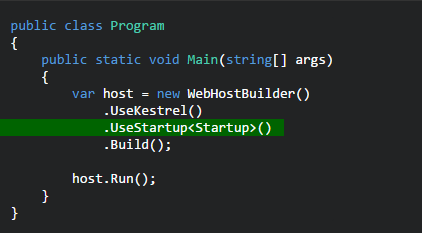 public class Program
{
    public static void Main(string[] args)
    {
        var host = new WebHostBuilder()
            .UseKestrel()
            .UseStartup<Startup>()
            .Build();
        host.Run();
    }
}